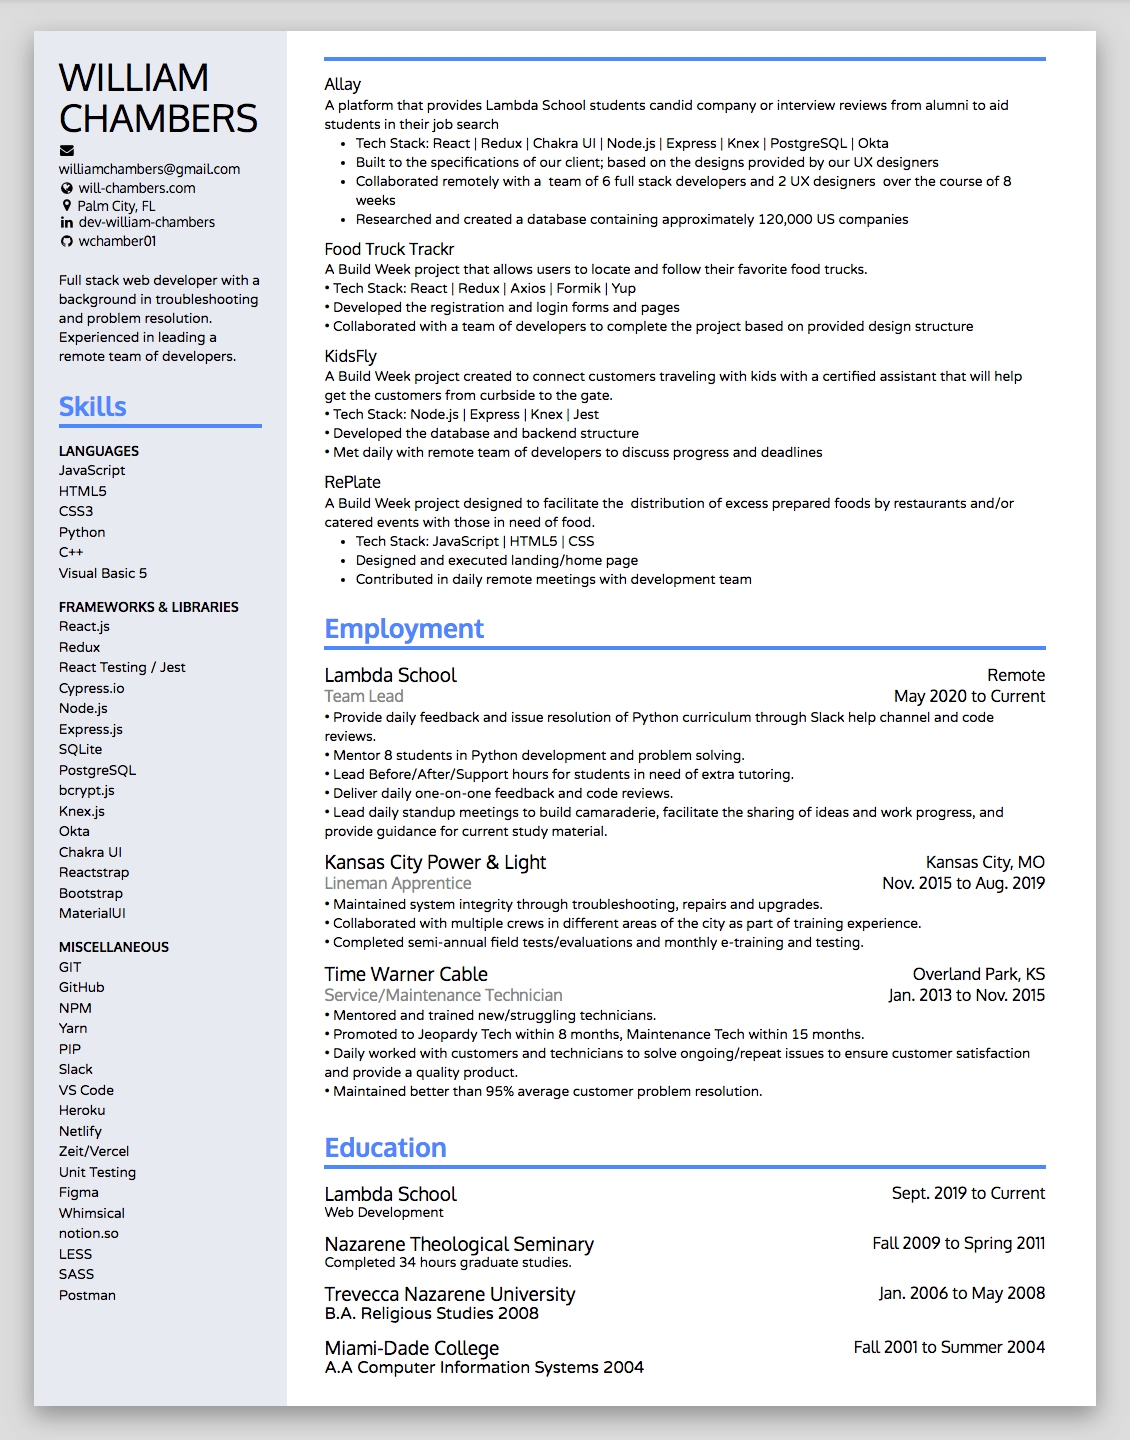 WILLIAM
CHAMBERS
williamchambers@gmail.com
will-chambers.com
Palm City, FL
dev-william-chambers
wchamber01
Full stack web developer with a
background in troubleshooting
and problem resolution.
Experienced in leading a
remote team of developers.
Skills
LANGUAGES
JavaScript
HTML5
CSS3
Python
C++
Visual Basic 5
FRAMEWORKS & LIBRARIES
React.js
Redux
React Testing / Jest
Cypress.io
Node.js
Express.js
SQLite
PostgreSQL
bcrypt.js
Knex.js
Okta
Chakra UI
Reactstrap
Bootstrap
MaterialUI
MISCELLANEOUS
GIT
GitHub
NPM
Yarn
PIP
Slack
VS Code
Heroku
Netlify
Zeit/Vercel
Unit Testing
Figma
Whimsical
notion.so
LESS
SASS
Postman
Allay
A platform that provides Lambda School students candid company or interview reviews from alumni to aid
students in their job search
• Tech Stack: React | Redux | Chakra UI | Node.js | Express | Knex | PostgreSQL | Okta
• Built to the specifications of our client; based on the designs provided by our UX designers
• Collaborated remotely with a team of 6 full stack developers and 2 UX designers over the course of 8
weeks
• Researched and created a database containing approximately 120,000 US companies
Food Truck Trackr
A Build Week project that allows users to locate and follow their favorite food trucks.
• Tech Stack: React | Redux | Axios | Formik | Yup
• Developed the registration and login forms and pages
• Collaborated with a team of developers to complete the project based on provided design structure
KidsFly
A Build Week project created to connect customers traveling with kids with a certified assistant that will help
get the customers from curbside to the gate.
• Tech Stack: Node.js | Express | Knex | Jest
• Developed the database and backend structure
• Met daily with remote team of developers to discuss progress and deadlines
RePlate
A Build Week project designed to facilitate the distribution of excess prepared foods by restaurants and/or
catered events with those in need of food.
• Tech Stack: JavaScript | HTML5 | CSS
• Designed and executed landing/home page
• Contributed in daily remote meetings with development team
Employment
Lambda School Remote
Team Lead May 2020 to Current
• Provide daily feedback and issue resolution of Python curriculum through Slack help channel and code
reviews.
• Mentor 8 students in Python development and problem solving.
• Lead Before/After/Support hours for students in need of extra tutoring.
• Deliver daily one-on-one feedback and code reviews.
• Lead daily standup meetings to build camaraderie, facilitate the sharing of ideas and work progress, and
provide guidance for current study material.
Kansas City Power & Light Kansas City, MO
Lineman Apprentice Nov. 2015 to Aug. 2019
• Maintained system integrity through troubleshooting, repairs and upgrades.
• Collaborated with multiple crews in different areas of the city as part of training experience.
• Completed semi-annual field tests/evaluations and monthly e-training and testing.
Time Warner Cable Overland Park, KS
Service/Maintenance Technician Jan. 2013 to Nov. 2015
• Mentored and trained new/struggling technicians.
• Promoted to Jeopardy Tech within 8 months, Maintenance Tech within 15 months.
• Daily worked with customers and technicians to solve ongoing/repeat issues to ensure customer satisfaction
and provide a quality product.
• Maintained better than 95% average customer problem resolution.
Education
Lambda School Sept. 2019 to Current
Web Development
Nazarene Theological Seminary Fall 2009 to Spring 2011
Completed 34 hours graduate studies.
Trevecca Nazarene University Jan. 2006 to May 2008
B.A. Religious Studies 2008
Miami-Dade College Fall 2001 to Summer 2004
A.A Computer Information Systems 2004